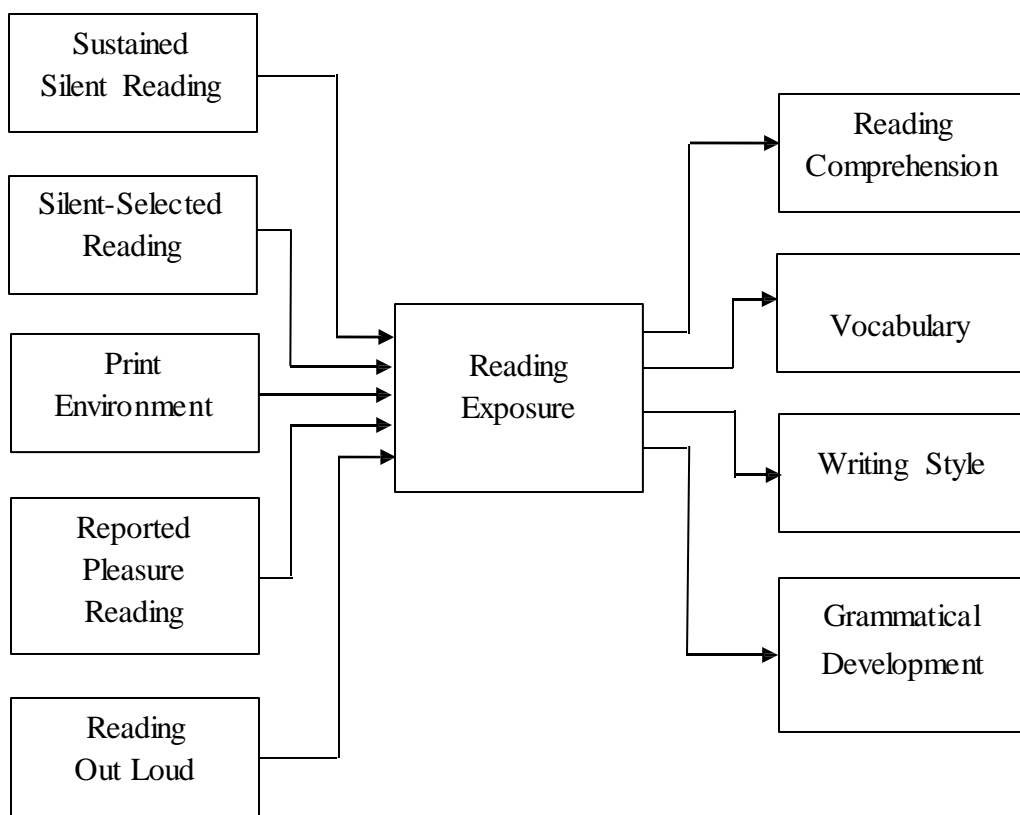 Sustained
Silent Reading
Silent-Selected
Reading
Print
Environment
Reported
Pleasure
Reading
Reading
Out Loud
Reading
Exposure
Reading
Comprehension
Vocabulary
Writing Style
Grammatical
Development